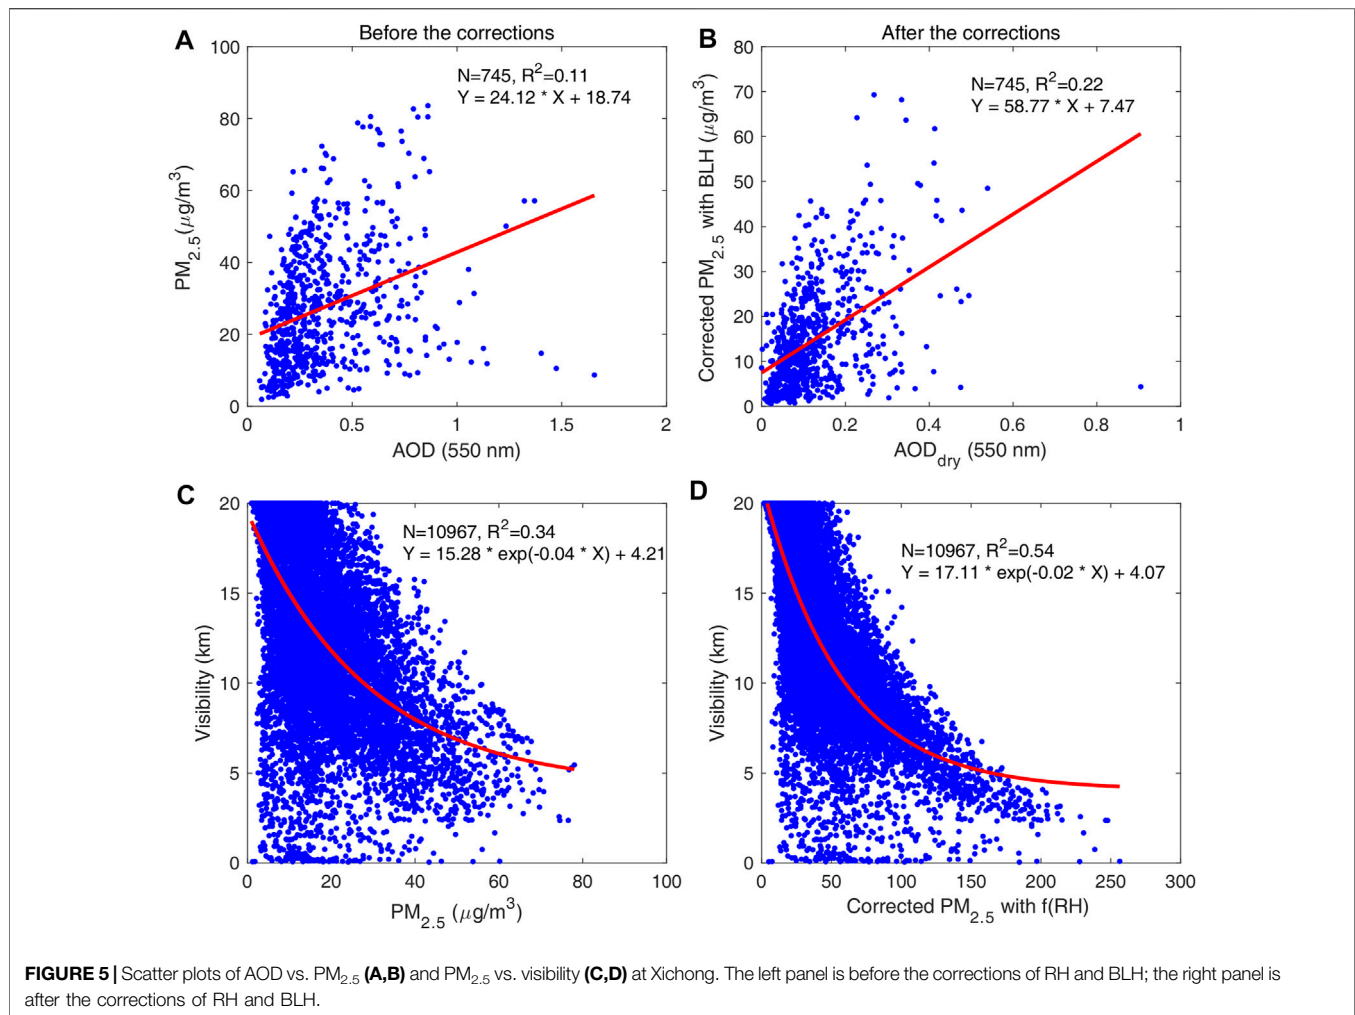 A
Before the corrections
100
80
60
40
20
0
PM2.5 (μg/m3)
N=745, R2=0.11
Y = 24.12 * X + 18.74
0 0.5 1 1.5 2
AOD (550 nm)
B
After the corrections
80
70
60
50
40
30
20
10
0
Corrected PM2.5 with BLH (μg/m3)
N=745, R2=0.22
Y = 58.77 * X + 7.47
0 0.2 0.4 0.6 0.8 1
AODdry (550 nm)
C
20
15
10
5
0
Visibility (km)
N=10967, R2=0.34
Y = 15.28 * exp(-0.04 * X) + 4.21
0 20 40 60 80 100
PM2.5 (μg/m3)
D
20
15
10
5
0
Visibility (km)
N=10967, R2=0.54
Y = 17.11 * exp(-0.02 * X) + 4.07
0 50 100 150 200 250 300
Corrected PM2.5 with f(RH)
FIGURE 5 | Scatter plots of AOD vs. PM2.5 (A,B) and PM2.5 vs. visibility (C,D) at Xichong. The left panel is before the corrections of RH and BLH; the right panel is
after the corrections of RH and BLH.